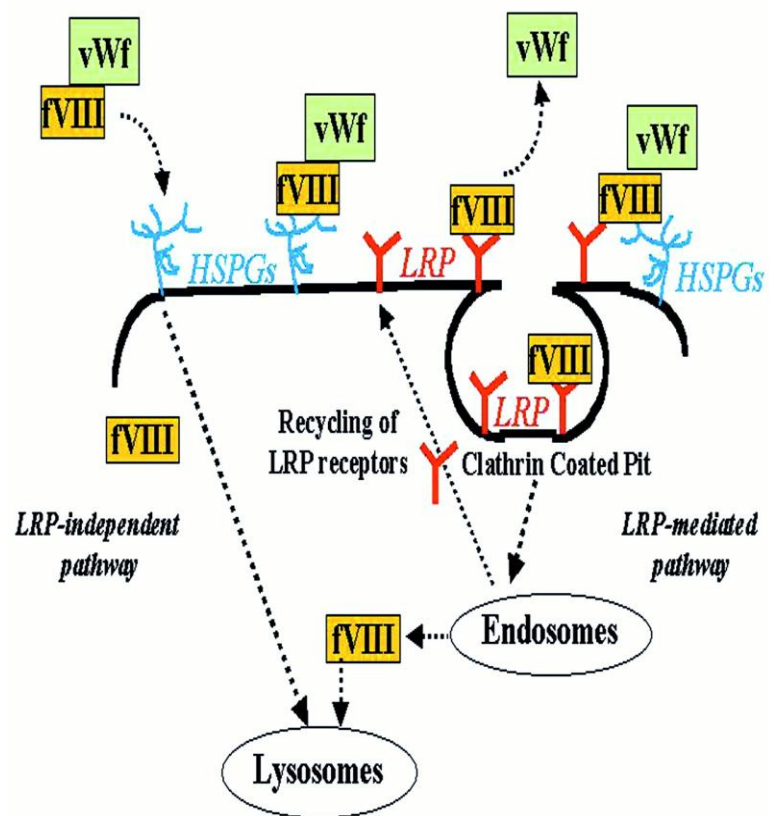 vWf
fVIII
vWf
fVIII
vWf
fVIII
vWf
fVIII
HSPGs
LRP
HSPGs
fVIII
LRP
fVIII
Recycling of
LRP receptors
Clathrin Coated Pit
LRP-independent
pathway
LRP-mediated
pathway
fVIII
Endosomes
Lysosomes